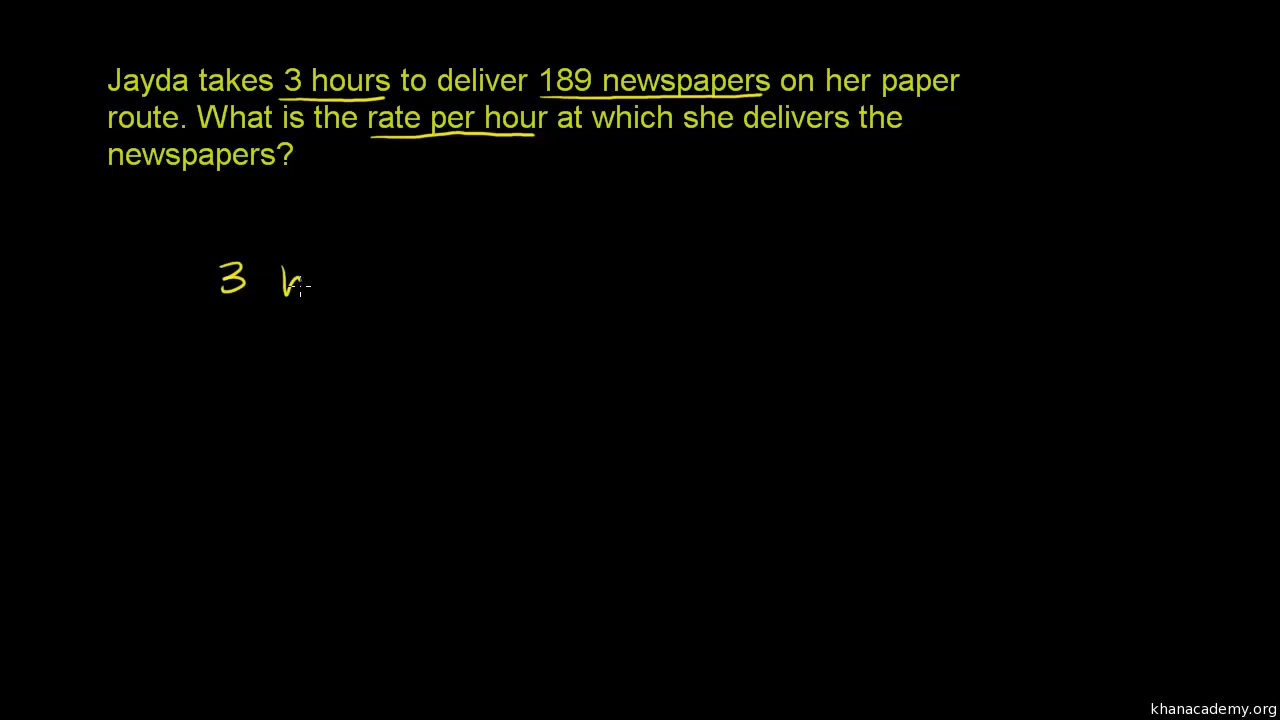 Jayda takes 3 hours to deliver 189 newspapers on her paper
route. What is the rate per hour at which she delivers the
newspapers?
3 h
khanacademy.org